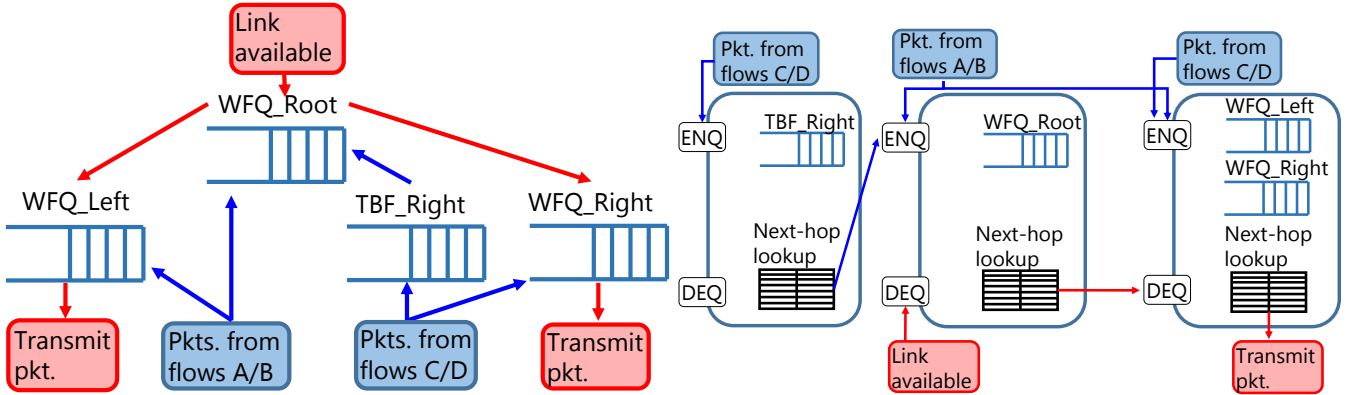 Link
available
WFQ_Root
WFQ_Left
TBF_Right
WFQ_Right
Transmit
pkt.
Pkts. from
flows A/B
Pkts. from
flows C/D
Transmit
pkt.
Pkt. from
flows C/D
ENQ
TBF_Right
Next-hop
lookup
DEQ
Pkt. from
flows A/B
ENQ
WFQ_Root
Next-hop
lookup
DEQ
Link
available
Pkt. from
flows C/D
ENQ
WFQ_Left
WFQ_Right
Next-hop
lookup
DEQ
Transmit
pkt.